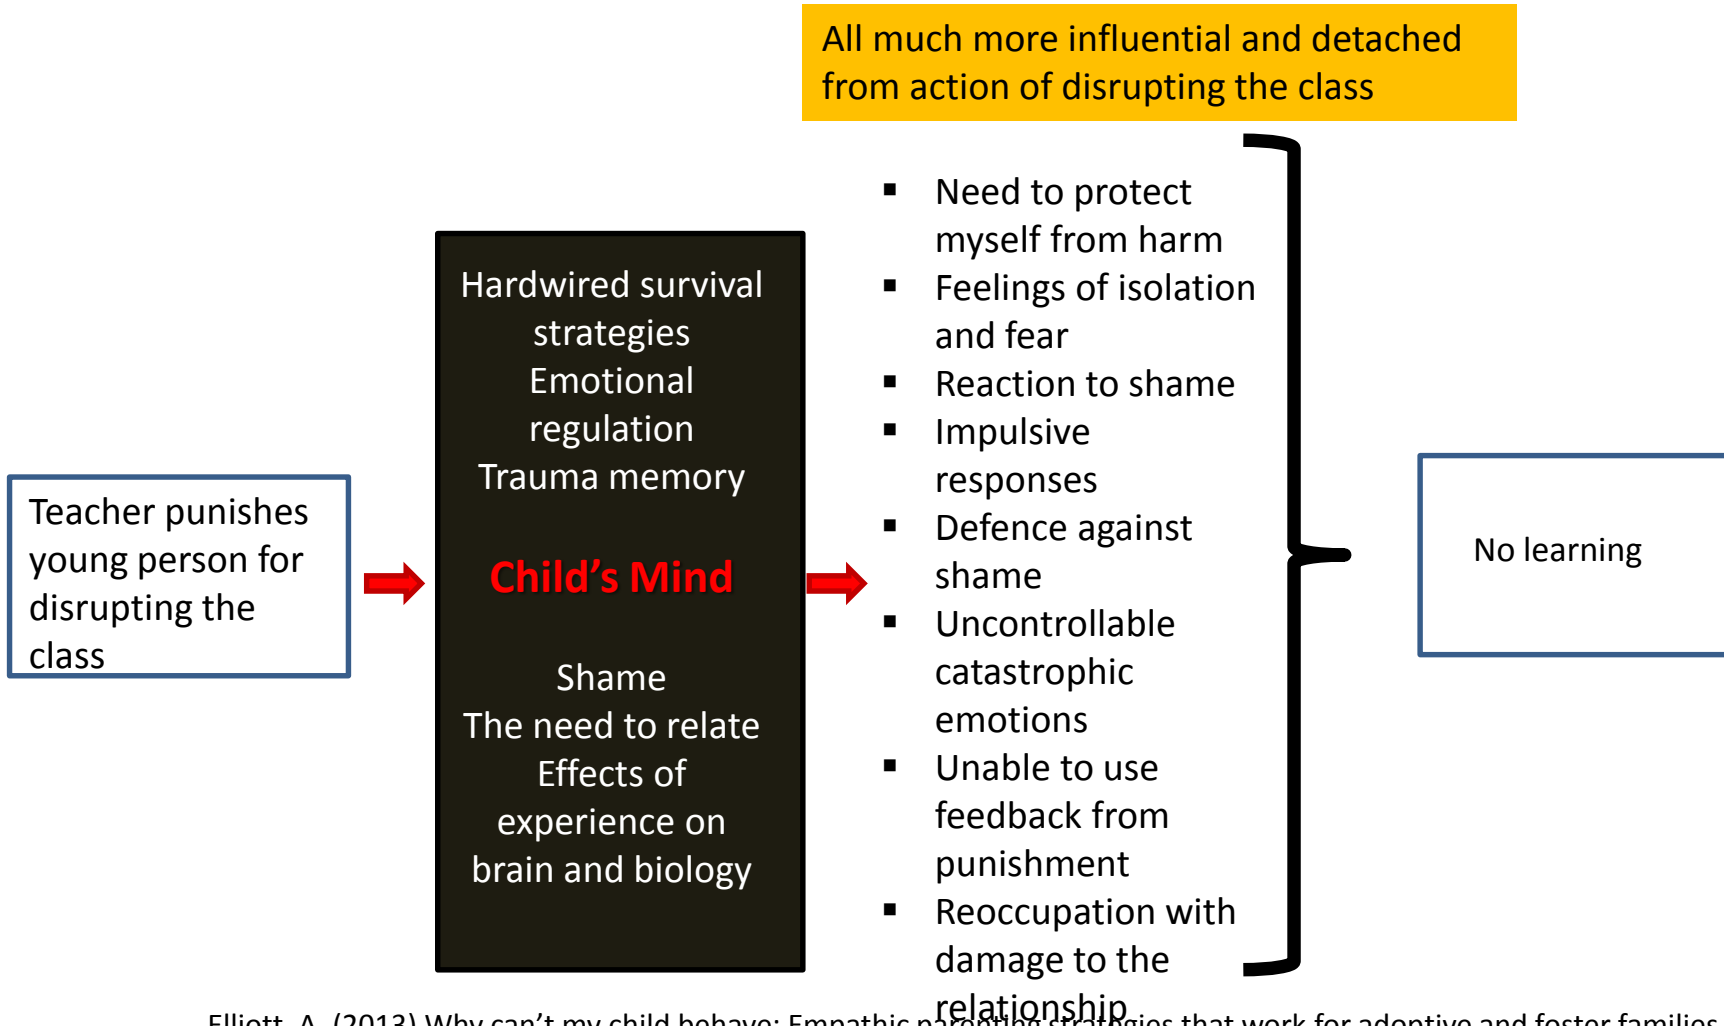 All much more influential and detached
from action of disrupting the class
Teacher punishes
young person for
disrupting the
class
Hardwired survival
strategies
Emotional
regulation
Trauma memory
Child's Mind
Shame
The need to relate
Effects of
experience on
brain and biology
▪ Need to protect
myself from harm
▪ Feelings of isolation
and fear
▪ Reaction to shame
▪ Impulsive
responses
▪ Defence against
shame
▪ Uncontrollable
catastrophic
emotions
▪ Unable to use
feedback from
punishment
▪ Reoccupation with
damage to the
relationship
No learning
Elliott, A. (2013) Why can't my child behave: Empathic parenting strategies that work for adoptive and foster families